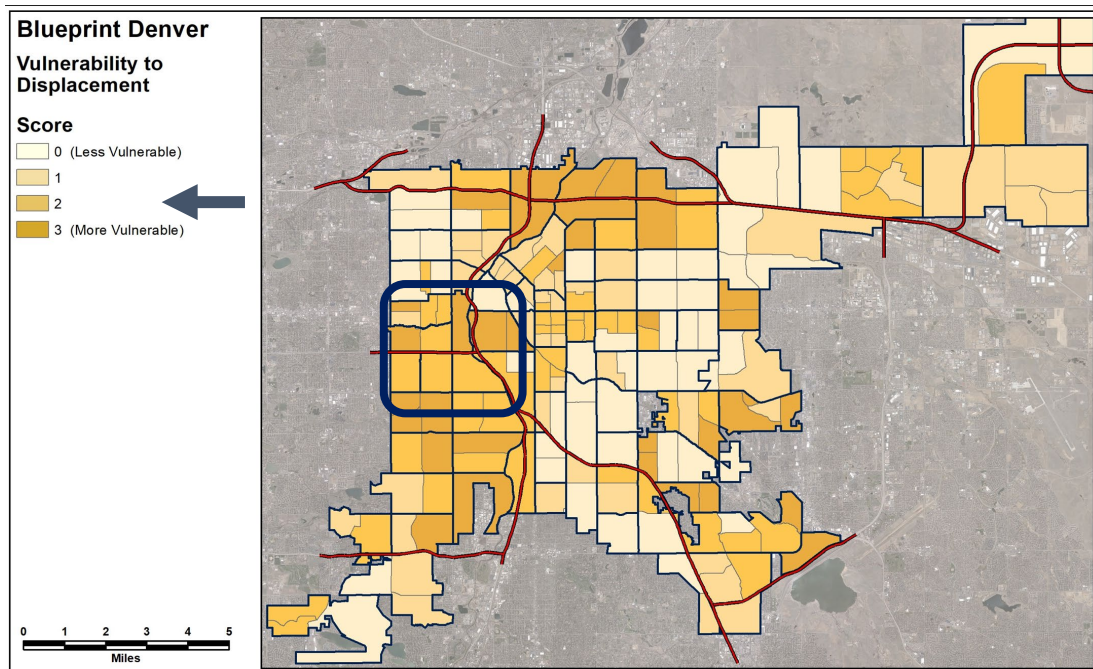 Blueprint Denver
Vulnerability to
Displacement
Score
0 (Less Vulnerable)
1
2
3 (More Vulnerable)
0 1 2 3 4 5
Miles